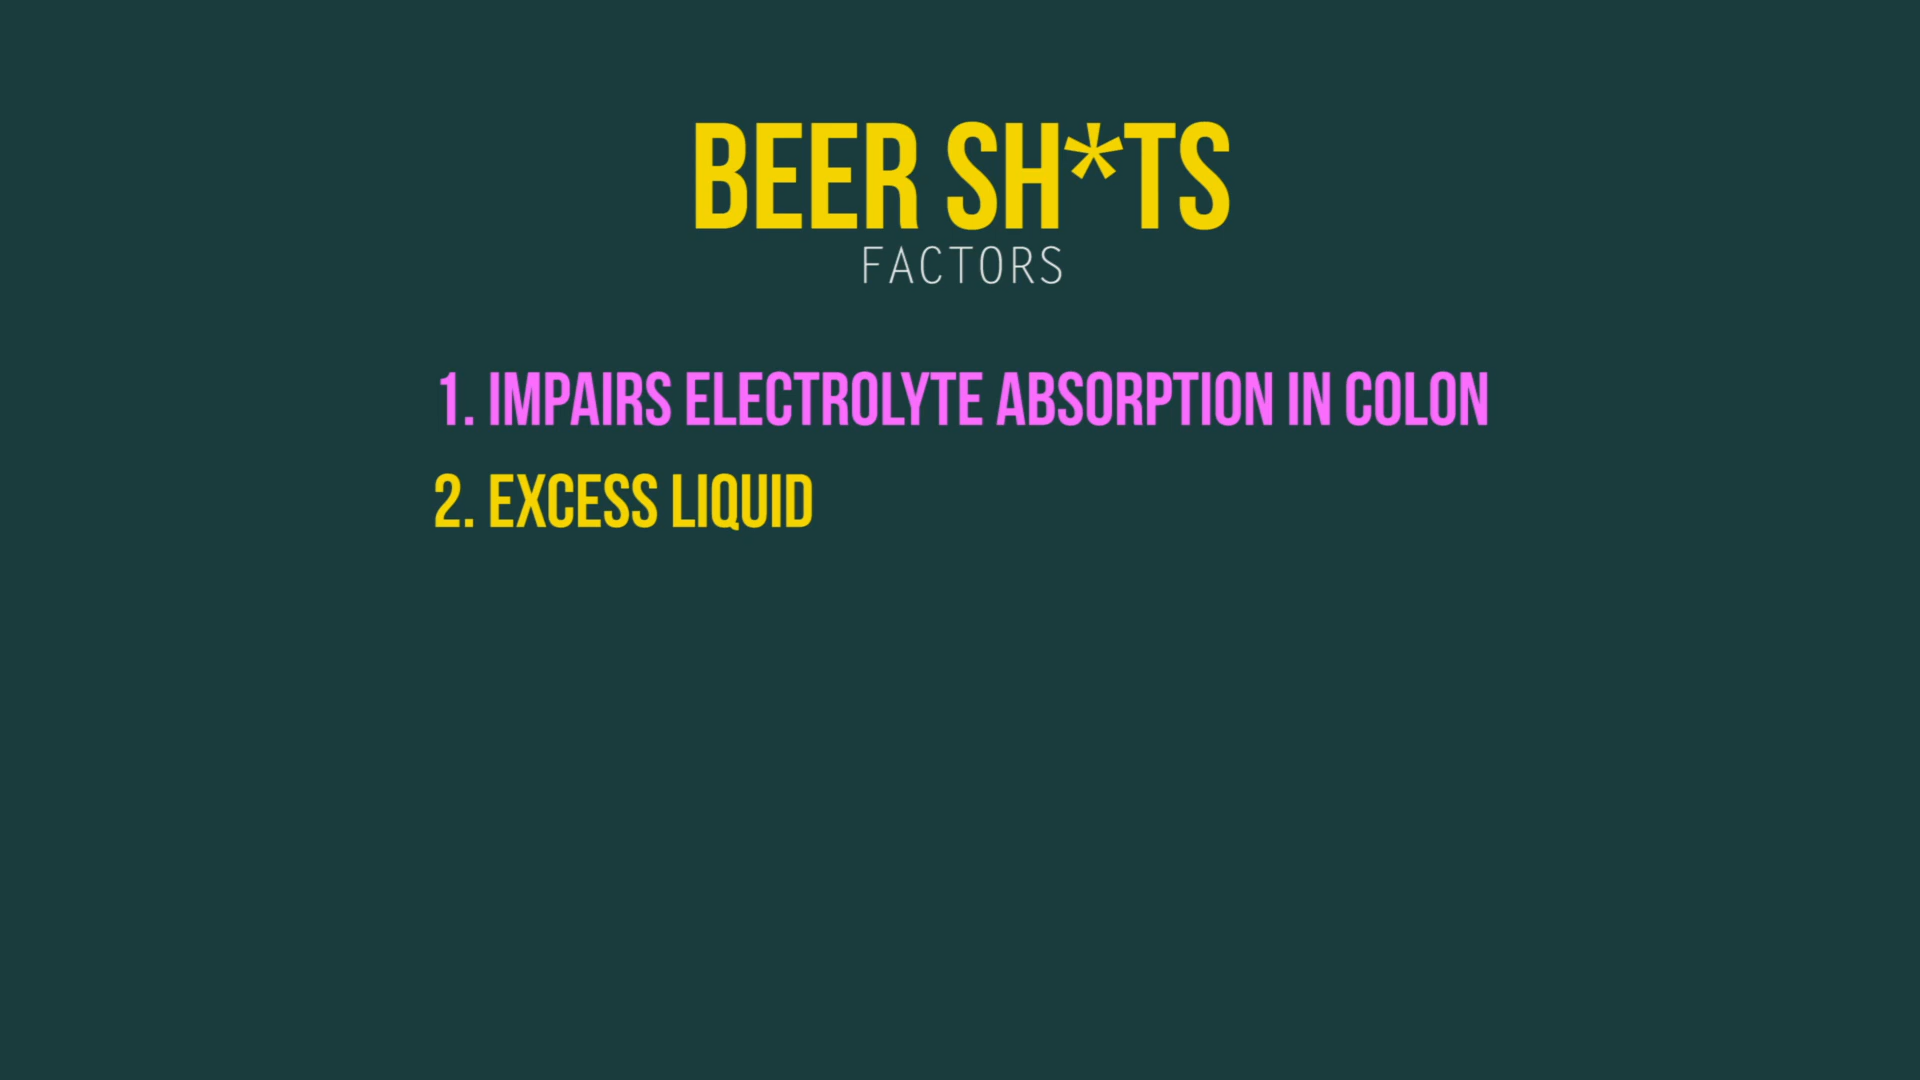 BEER SH*TS
FACTORS
1. IMPAIRS ELECTROLYTE ABSORPTION IN COLON
2. EXCESS LIQUID